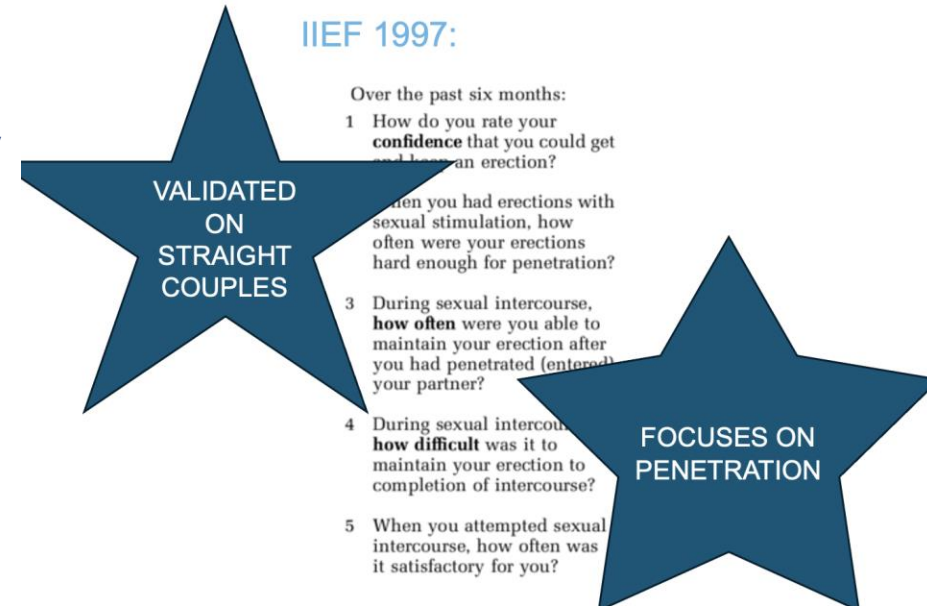 IIEF 1997:
Over the past six months:
1 How do you rate your
confidence that you could get
an erection?
VALIDATED
ON
STRAIGHT
COUPLES
you had erections with
sexual stimulation, how
often were your erections
hard enough for penetration?
3 During sexual intercourse,
how often were you able to
maintain your erection after
you had penetrated (entered)
your partner?
4 During sexual
how difficult was it to
maintain your erection to
completion of intercourse?
5 When you attempted sexual
intercourse, how often was
it satisfactory for you?
FOCUSES ON
PENETRATION